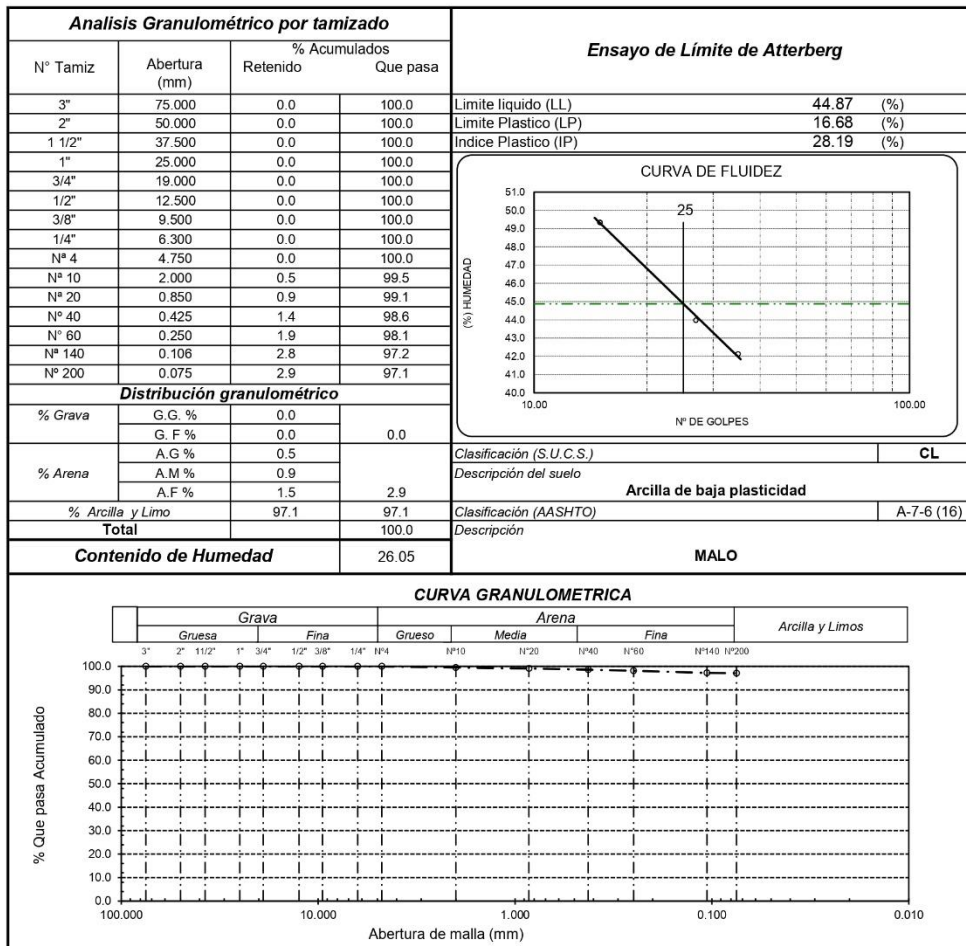 Analisis Granulométrico por tamizado
N° Tamiz Abertura (mm) % Acumulados
Retenido Que pasa
3" 75.000 0.0 100.0
2" 50.000 0.0 100.0
1 1/2" 37.500 0.0 100.0
1" 25.000 0.0 100.0
3/4" 19.000 0.0 100.0
1/2" 12.500 0.0 100.0
3/8" 9.500 0.0 100.0
1/4" 6.300 0.0 100.0
Nª 4 4.750 0.0 100.0
Nª 10 2.000 0.5 99.5
Nª 20 0.850 0.9 99.1
Nº 40 0.425 1.4 98.6
N° 60 0.250 1.9 98.1
Nª 140 0.106 2.8 97.2
Nº 200 0.075 2.9 97.1
Distribución granulométrico
% Grava G.G. % 0.0
G. F % 0.0 0.0
A.G % 0.5
% Arena A.M % 0.9
A.F % 1.5 2.9
% Arcilla y Limo 97.1 97.1
Total 100.0
Contenido de Humedad 26.05
Ensayo de Límite de Atterberg
Limite liquido (LL) 44.87 (%)
Limite Plastico (LP) 16.68 (%)
Indice Plastico (IP) 28.19 (%)
CURVA DE FLUIDEZ
25
(%) HUMEDAD
51.0
50.0
49.0
48.0
47.0
46.0
45.0
44.0
43.0
42.0
41.0
40.0
10.00 100.00
Nº DE GOLPES
Clasificación (S.U.C.S.) CL
Descripción del suelo
Arcilla de baja plasticidad
Clasificación (AASHTO) A-7-6 (16)
Descripción
MALO
CURVA GRANULOMETRICA
Grava Arena Arcilla y Limos
Gruesa Fina Grueso Media Fina
3" 2" 11/2" 1" 3/4" 1/2" 3/8" 1/4" Nº4 Nº10 Nº20 Nº40 Nº60 Nº140 Nº200
% Que pasa Acumulado
100.0
90.0
80.0
70.0
60.0
50.0
40.0
30.0
20.0
10.0
0.0
100.000 10.000 1.000 0.100 0.010
Abertura de malla (mm)